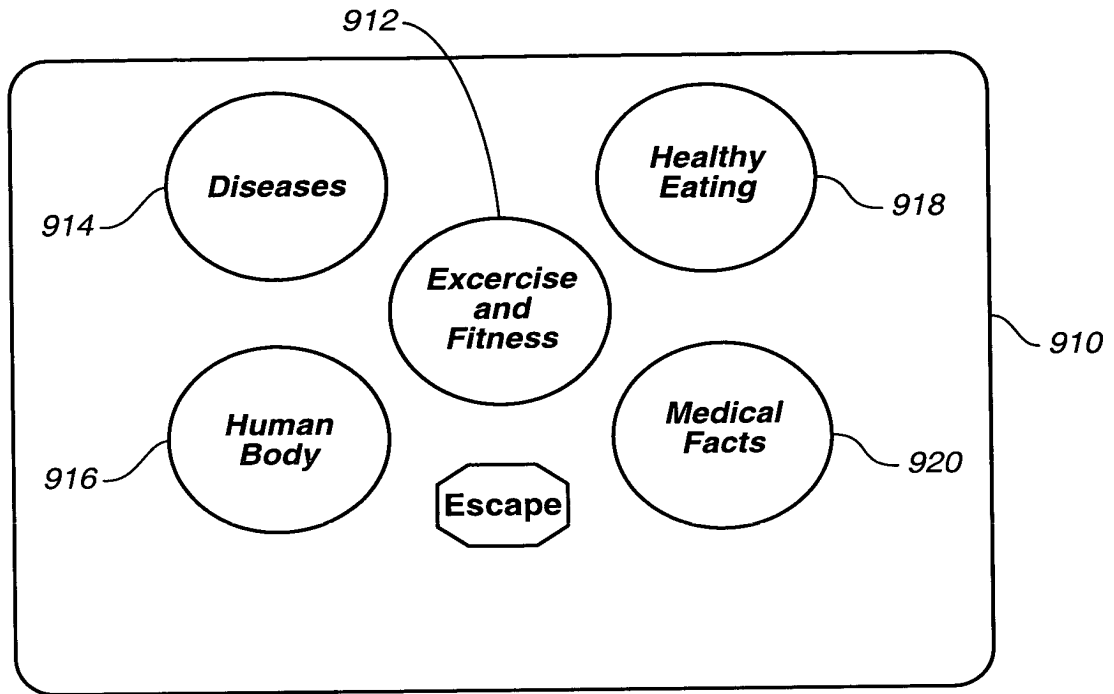 912
Diseases
914
Healthy
Eating
918
Excercise
and
Fitness
910
Human
Body
916
Medical
Facts
920
Escape